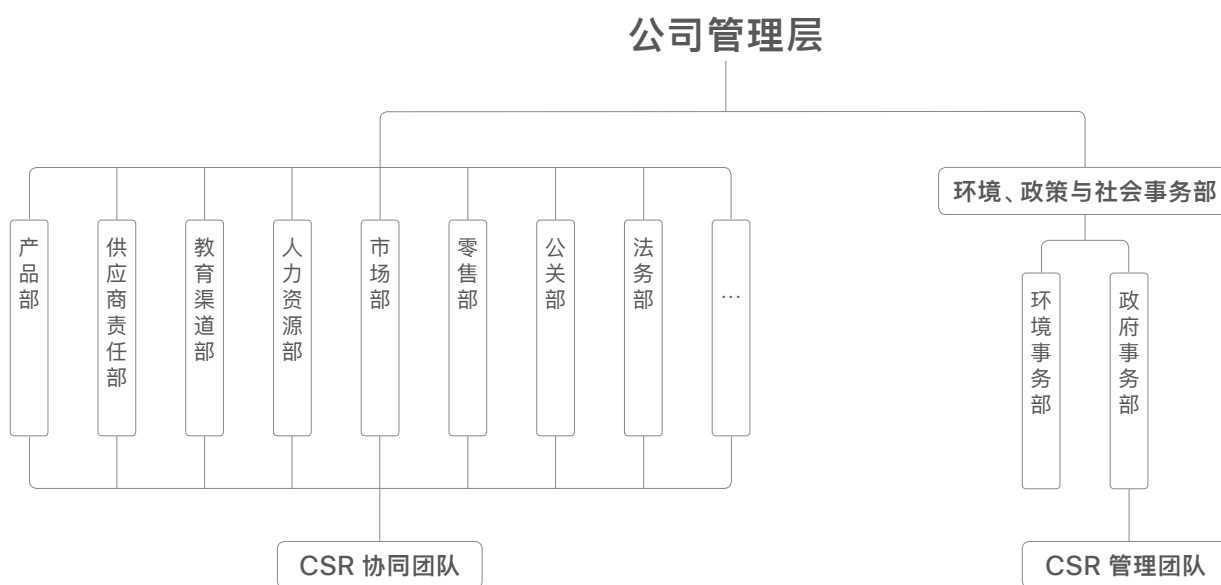 公司管理层
环境、政策与社会事务部
产品部
供应商责任部
教育渠道部
人力资源部
市场部
零售部
公关部
法务部
…
环境事务部
政府事务部
CSR 协同团队
CSR 管理团队